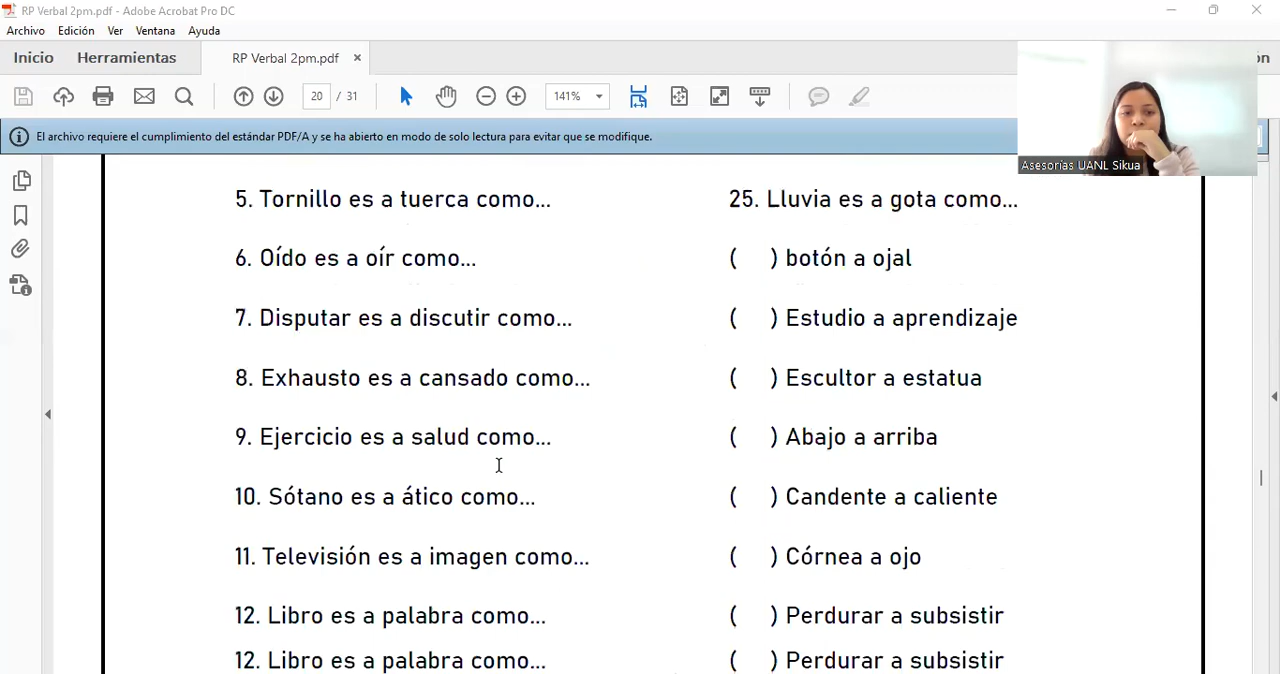 RP Verbal 2pm.pdf - Adobe Acrobat Pro DC
Archivo Edición Ver Ventana Ayuda
Inicio Herramientas RP Verbal 2pm.pdf × ón
20 / 31 141%
El archivo requiere el cumplimiento del estándar PDF/A y se ha abierto en modo de solo lectura para evitar que se modifique.
Asesorías UANL Sikua
5. Tornillo es a tuerca como...
6. Oído es a oír como...
7. Disputar es a discutir como...
8. Exhausto es a cansado como...
9. Ejercicio es a salud como...
10. Sótano es a ático como...
11. Televisión es a imagen como...
12. Libro es a palabra como...
12. Libro es a palabra como...
25. Lluvia es a gota como...
( ) botón a ojal
( ) Estudio a aprendizaje
( ) Escultor a estatua
( ) Abajo a arriba
( ) Candente a caliente
( ) Córnea a ojo
( ) Perdurar a subsistir
( ) Perdurar a subsistir